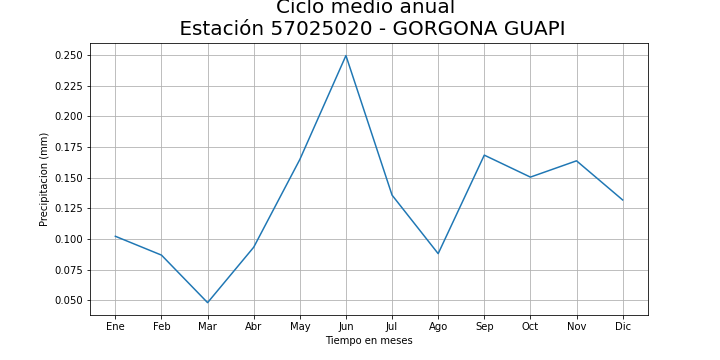 Ciclo medio anual
Estación 57025020 - GORGONA GUAPI
0.250
0.225
0.200
0.175
0.150
0.125
0.100
0.075
0.050
Precipitacion (mm)
Ene Feb Mar Abr May Jun Jul Ago Sep Oct Nov Dic
Tiempo en meses